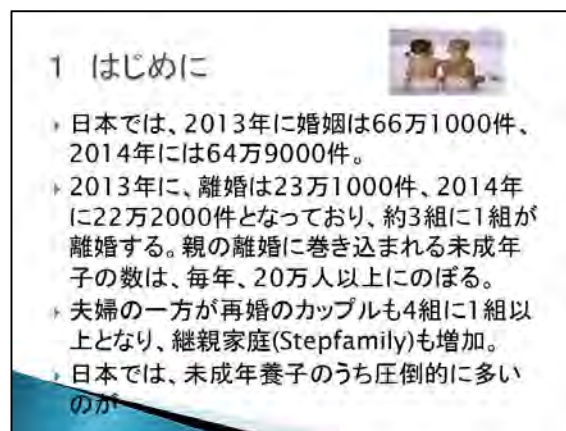 1 はじめに
日本では、2013年に婚姻は66万1000件、
2014年には64万9000件。
2013年に、離婚は23万1000件、2014年
に22万2000件となっており、約3組に1組が
離婚する。親の離婚に巻き込まれる未成年
子の数は、毎年、20万人以上にのぼる。
夫婦の一方が再婚のカップルも4組に1組以
上となり、継親家庭(Stepfamily)も増加。
日本では、未成年養子のうち圧倒的に多い
のが